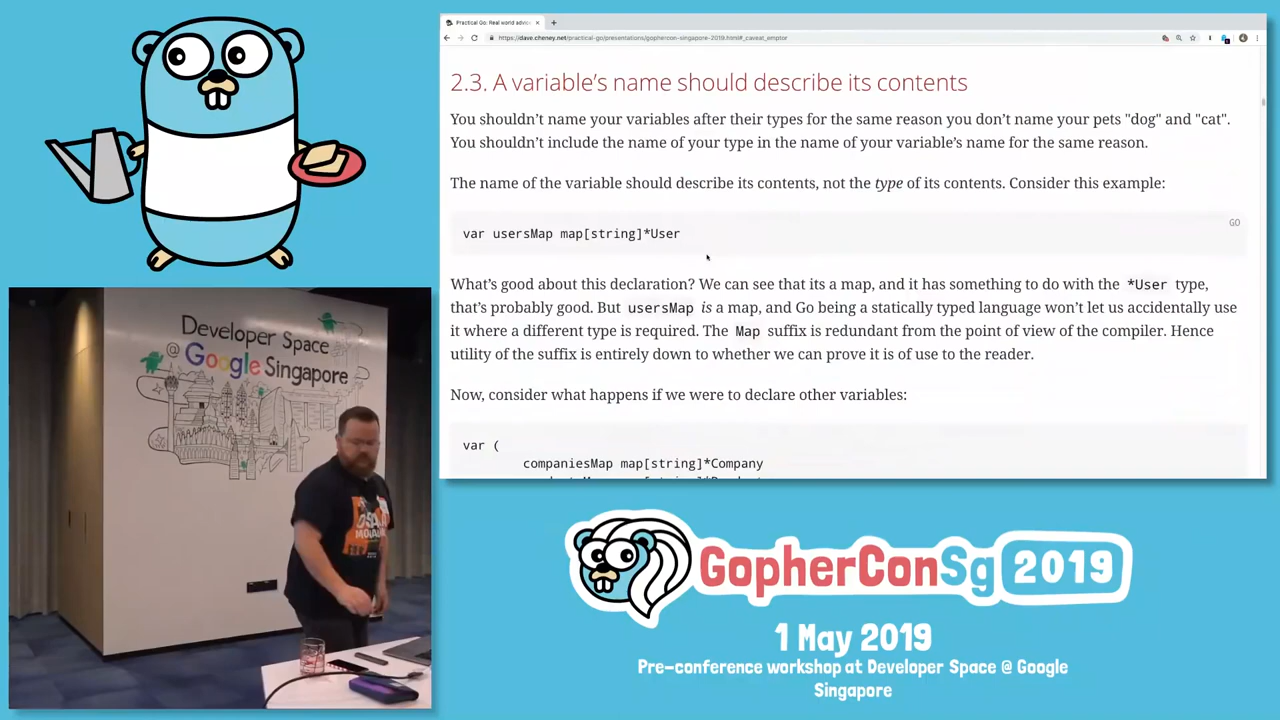 Practical Go: Real world advic
https://dave.cheney.net/practical-go/presentations/gophercon-singapore-2019.html#_caveat_emptor
2.3. A variable’s name should describe its contents
You shouldn’t name your variables after their types for the same reason you don’t name your pets "dog" and "cat".
You shouldn’t include the name of your type in the name of your variable’s name for the same reason.
The name of the variable should describe its contents, not the type of its contents. Consider this example:
GO
var usersMap map[string]*User
What’s good about this declaration? We can see that its a map, and it has something to do with the *User type,
that’s probably good. But usersMap is a map, and Go being a statically typed language won’t let us accidentally use
it where a different type is required. The Map suffix is redundant from the point of view of the compiler. Hence
utility of the suffix is entirely down to whether we can prove it is of use to the reader.
Now, consider what happens if we were to declare other variables:
var (
companiesMap map[string]*Company
Developer Space
@ Google Singapore
GopherConSg 2019
1 May 2019
Pre-conference workshop at Developer Space @ Google
Singapore